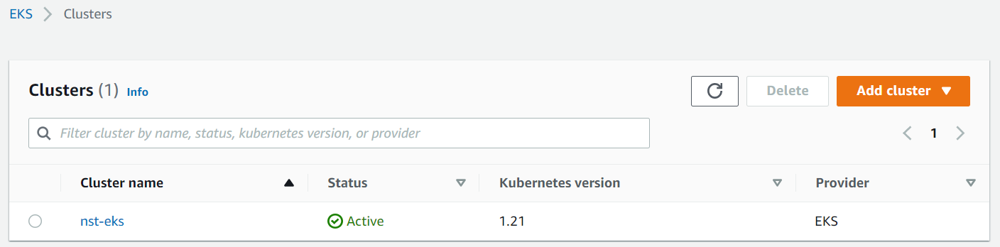 EKS Clusters
Clusters (1) Info
Delete
Add cluster
Filter cluster by name, status, kubernetes version, or provider
1
Cluster name Status Kubernetes version Provider
nst-eks Active 1.21 EKS